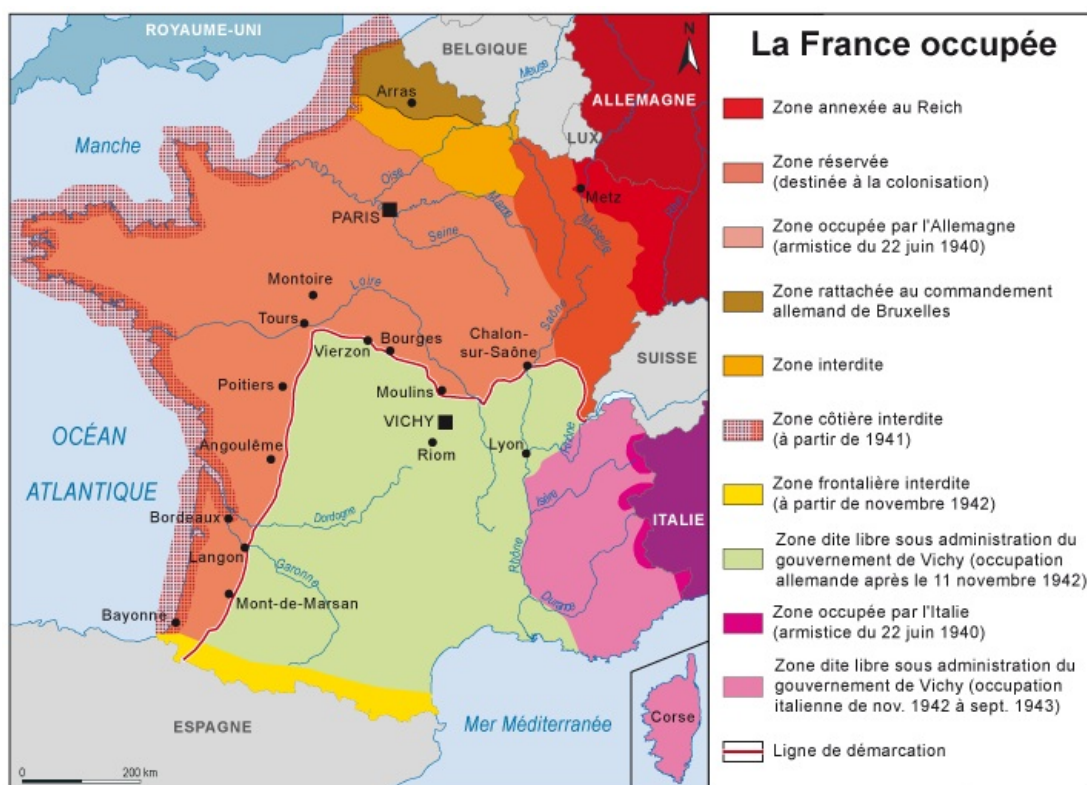 ROYAUME-UNI
BELGIQUE
Meuse
ALLEMAGNE
Arras
LUX
Manche
Oise
Metz
Rhin
PARIS
Marne
Moselle
Seine
Montoire
Loire
Tours
Saône
Vierzon
Bourges
Chalon-
sur-Saône
SUISSE
Poitiers
Moulins
VICHY
OCÉAN
ATLANTIQUE
Angoulême
Riom
Lyon
Rhône
Isère
ITALIE
Bordeaux
Dordogne
Langon
Garonne
Rhône
Mont-de-Marsan
Durance
Bayonne
ESPAGNE
Mer Méditerranée
Corse
0
200 km
N
La France occupée
Zone annexée au Reich
Zone réservée
(destinée à la colonisation)
Zone occupée par l'Allemagne
(armistice du 22 juin 1940)
Zone rattachée au commandement
allemand de Bruxelles
Zone interdite
Zone côtière interdite
(à partir de 1941)
Zone frontalière interdite
(à partir de novembre 1942)
Zone dite libre sous administration du
gouvernement de Vichy (occupation
allemande après le 11 novembre 1942)
Zone occupée par l'Italie
(armistice du 22 juin 1940)
Zone dite libre sous administration du
gouvernement de Vichy (occupation
italienne de nov. 1942 à sept. 1943)
Ligne de démarcation